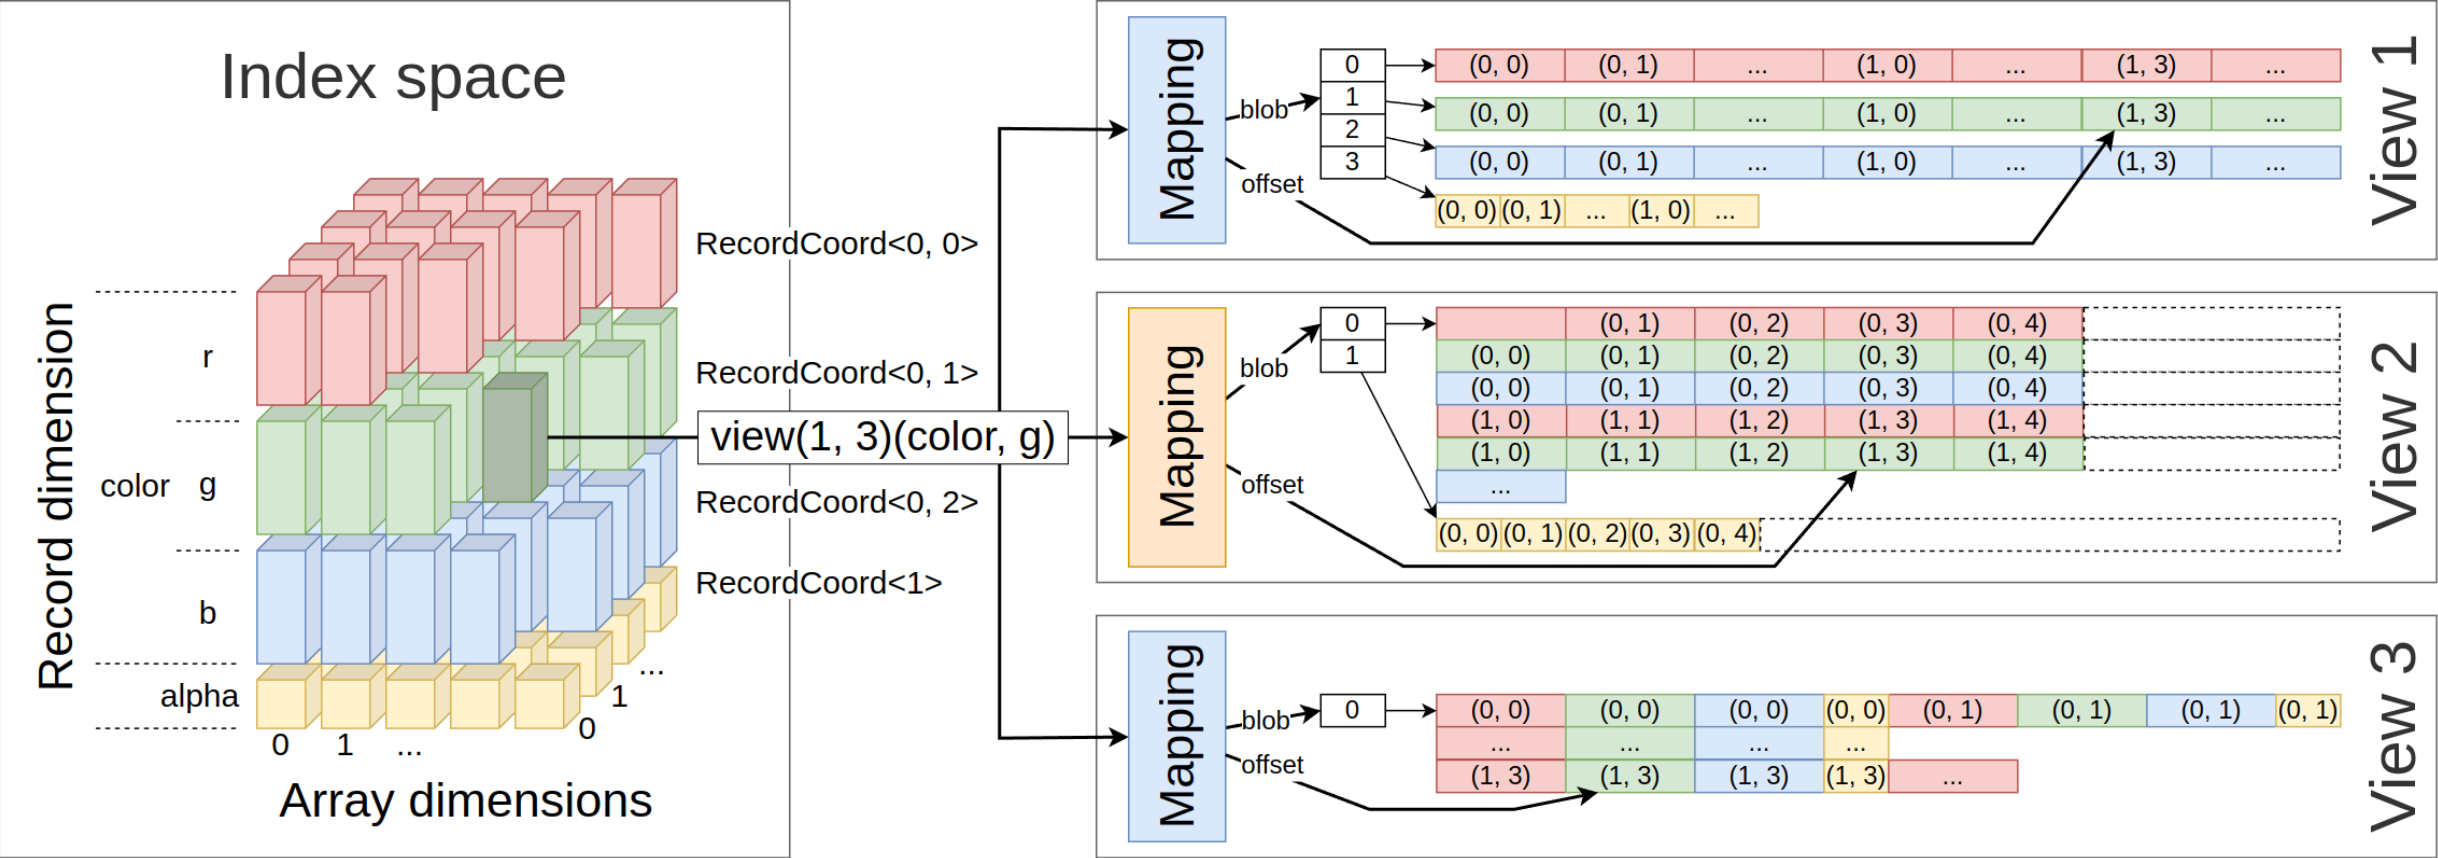 Index space
Record dimension
r
color
g
b
alpha
0
1
...
0
1
...
Array dimensions
RecordCoord<0, 0>
RecordCoord<0, 1>
view(1, 3)(color, g)
RecordCoord<0, 2>
RecordCoord<1>
Mapping
blob
offset
0
1
2
3
(0, 0) (0, 1) ... (1, 0) ... (1, 3) ...
(0, 0) (0, 1) ... (1, 0) ... (1, 3) ...
(0, 0) (0, 1) ... (1, 0) ... (1, 3) ...
(0, 0) (0, 1) ... (1, 0) ...
View 1
Mapping
blob
offset
0
1
(0, 1) (0, 2) (0, 3) (0, 4)
(0, 0) (0, 1) (0, 2) (0, 3) (0, 4)
(0, 0) (0, 1) (0, 2) (0, 3) (0, 4)
(1, 0) (1, 1) (1, 2) (1, 3) (1, 4)
(1, 0) (1, 1) (1, 2) (1, 3) (1, 4)
...
(0, 0) (0, 1) (0, 2) (0, 3) (0, 4)
View 2
Mapping
blob
offset
0
(0, 0) (0, 0) (0, 0) (0, 0) (0, 1) (0, 1) (0, 1) (0, 1)
... ... ... ...
(1, 3) (1, 3) (1, 3) (1, 3) ...
View 3